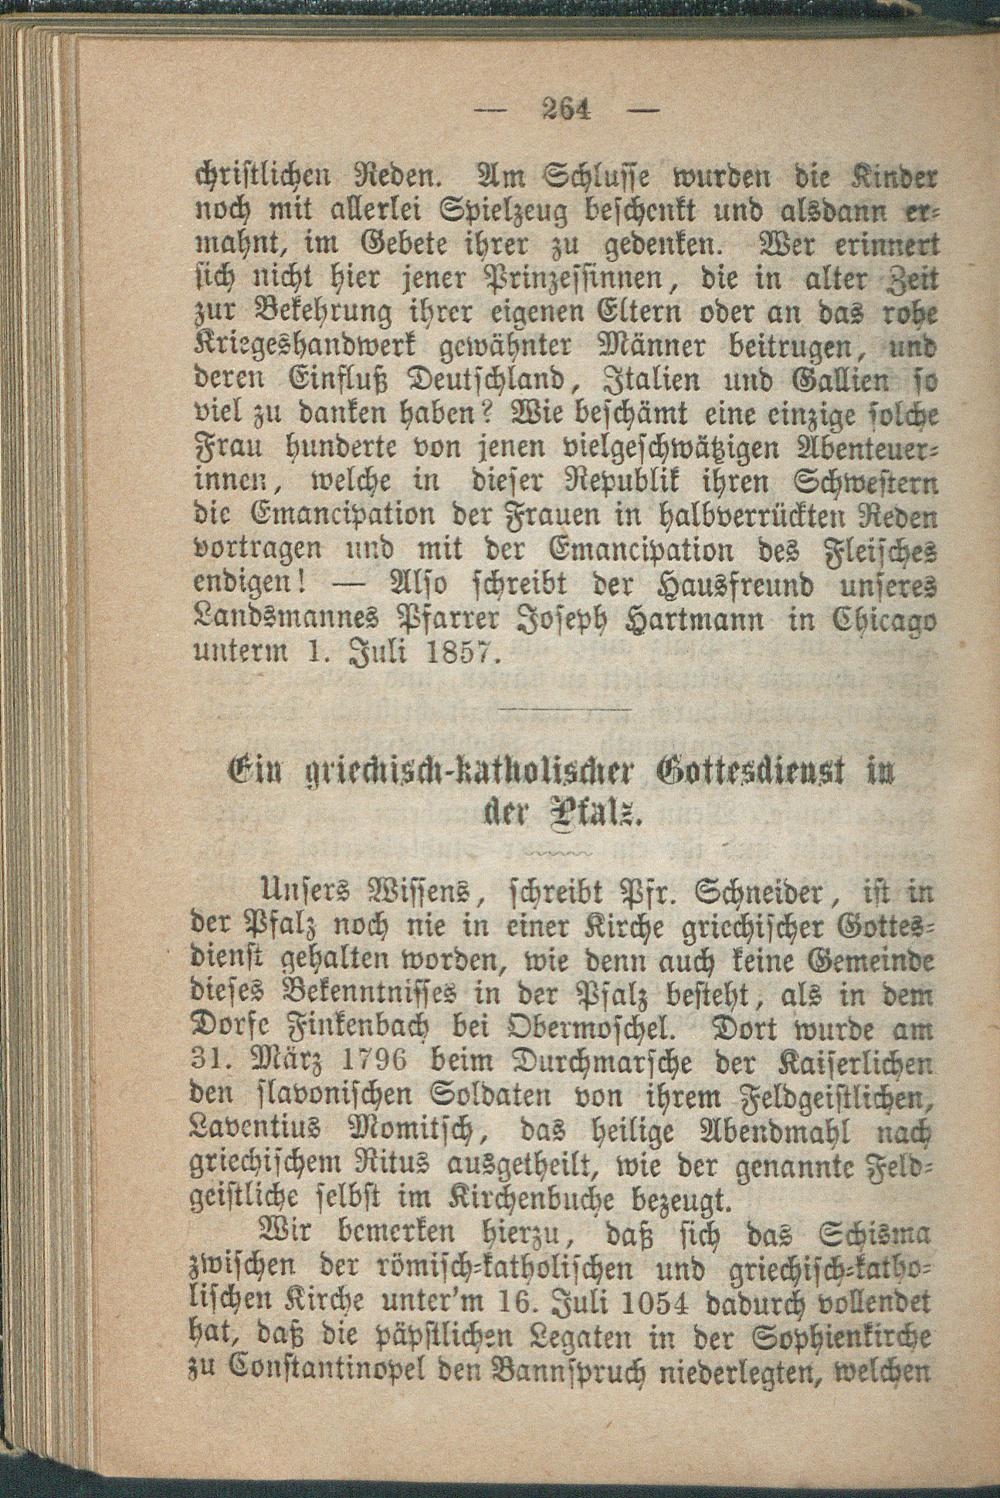 — 264 —
christlichen Reden. Am Schlusse wurden die Kinder
noch mit allerlei Spielzeug beschenkt und alsdann er-
mahnt, im Gebete ihrer zu gedenken. Wer erinnert
sich nicht hier jener Prinzessinnen, die in alter Zeit
zur Bekehrung ihrer eigenen Eltern oder an das rohe
Kriegeshandwerk gewähnter Männer beitrugen, und
deren Einfluß Deutschland, Italien und Gallien so
viel zu danken haben? Wie beschämt eine einzige solche
Frau hunderte von jenen vielgeschwätzigen Abenteuer-
innen, welche in dieser Republik ihren Schwestern
die Emancipation der Frauen in halbverrückten Reden
vortragen und mit der Emancipation des Fleisches
endigen! — Also schreibt der Hausfreund unseres
Landsmannes Pfarrer Joseph Hartmann in Chicago
unterm 1. Juli 1857.
Ein griechisch-katholischer Gottesdienst in
der Pfalz.
Unsers Wissens, schreibt Pfr. Schneider, ist in
der Pfalz noch nie in einer Kirche griechischer Gottes-
dienst gehalten worden, wie denn auch keine Gemeinde
dieses Bekenntnisses in der Pfalz besteht, als in dem
Dorfe Finkenbach bei Obermoschel. Dort wurde am
31. März 1796 beim Durchmarsche der Kaiserlichen
den slavonischen Soldaten von ihrem Feldgeistlichen,
Laventius Momitsch, das heilige Abendmahl nach
griechischem Ritus ausgetheilt, wie der genannte Feld-
geistliche selbst im Kirchenbuche bezeugt.
Wir bemerken hierzu, daß sich das Schisma
zwischen der römisch-katholischen und griechisch-katho-
lischen Kirche unter'm 16. Juli 1054 dadurch vollendet
hat, daß die päpstlichen Legaten in der Sophienkirche
zu Constantinopel den Bannspruch niederlegten, welchen